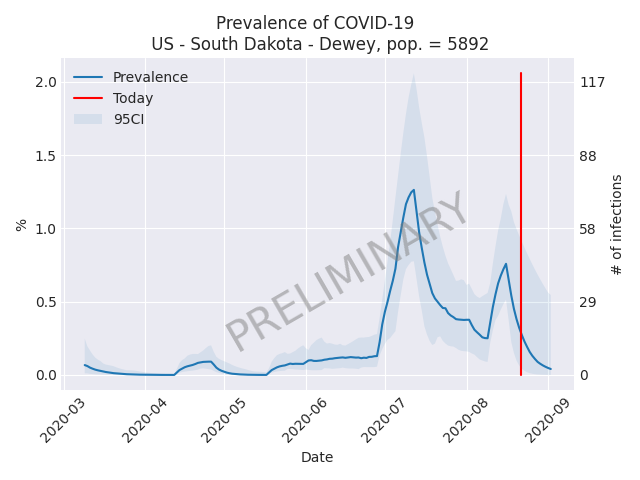 Prevalence of COVID-19
US - South Dakota - Dewey, pop. = 5892
Prevalence
Today
95CI
PRELIMINARY
2.0
1.5
1.0
0.5
0.0
%
117
88
58
29
0
# of infections
2020-03
2020-04
2020-05
2020-06
2020-07
2020-08
2020-09
Date